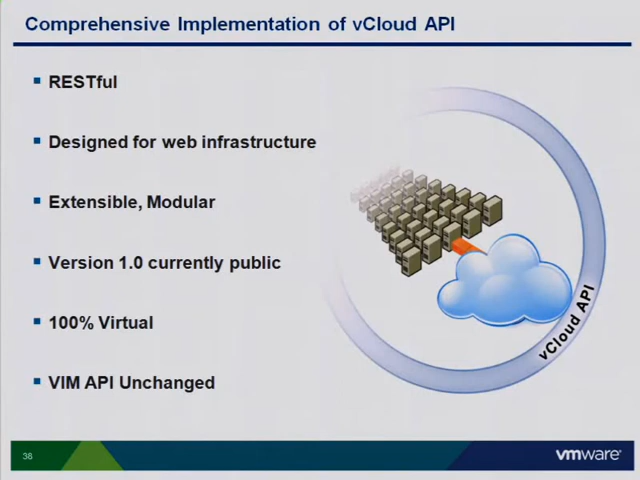 Comprehensive Implementation of vCloud API
RESTful
Designed for web infrastructure
Extensible, Modular
Version 1.0 currently public
100% Virtual
VIM API Unchanged
vCloud API
38
vmware